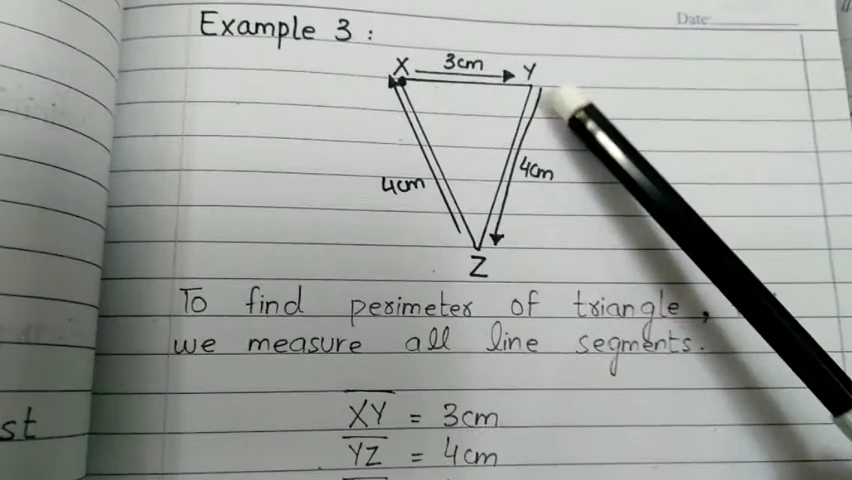 Date:
Example 3 :
X 3cm Y
4cm 4cm
Z
To find perimeter of triangle,
we measure all line segments.
st
XY = 3cm
YZ = 4cm